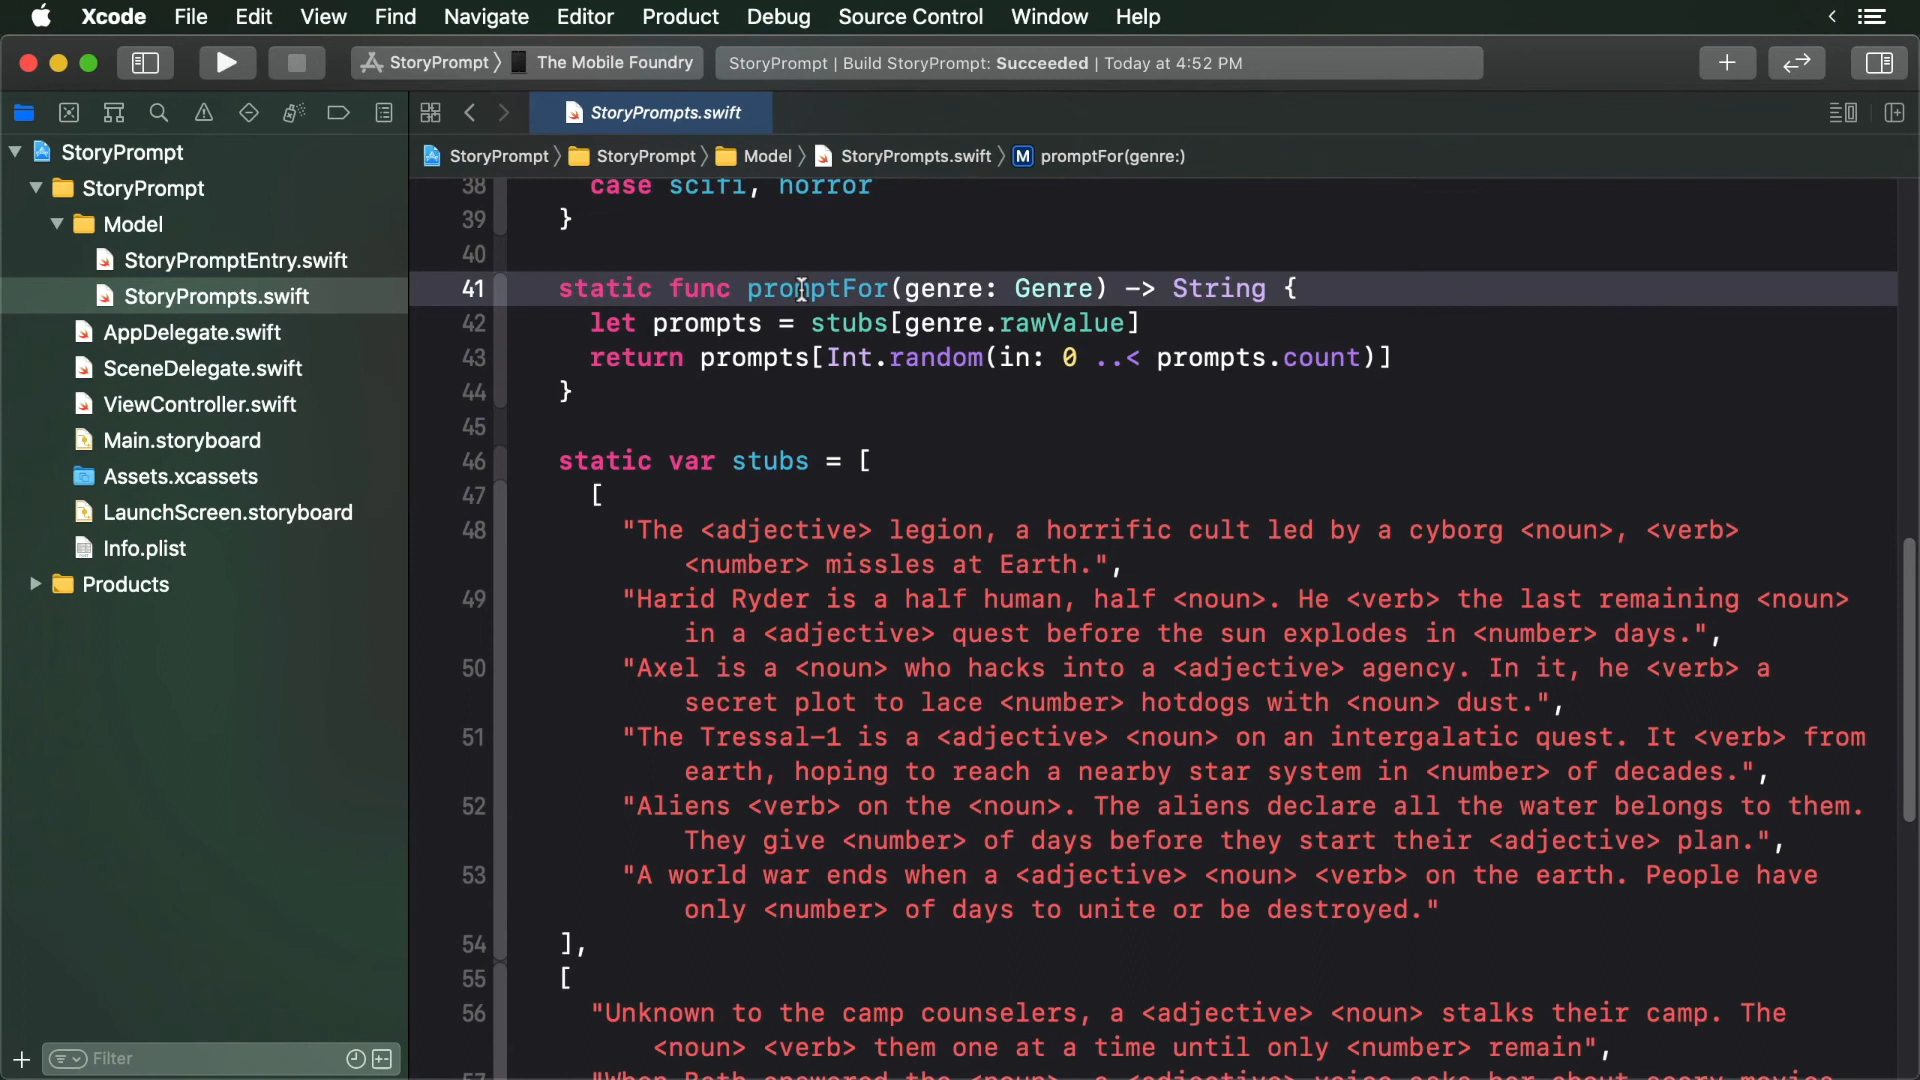 Xcode File Edit View Find Navigate Editor Product Debug Source Control Window Help
StoryPrompt The Mobile Foundry StoryPrompt | Build StoryPrompt: Succeeded | Today at 4:52 PM
StoryPrompts.swift
StoryPrompt StoryPrompt Model StoryPrompts.swift M promptFor(genre:)
StoryPrompt
StoryPrompt
Model
StoryPromptEntry.swift
StoryPrompts.swift
AppDelegate.swift
SceneDelegate.swift
ViewController.swift
Main.storyboard
Assets.xcassets
LaunchScreen.storyboard
Info.plist
Products
Filter
38 case scifi, horror
39 }
40
41 static func promptFor(genre: Genre) -> String {
42 let prompts = stubs[genre.rawValue]
43 return prompts[Int.random(in: 0 ..< prompts.count)]
44 }
45
46 static var stubs = [
47 [
48 "The <adjective> legion, a horrific cult led by a cyborg <noun>, <verb>
<number> missles at Earth.",
49 "Harid Ryder is a half human, half <noun>. He <verb> the last remaining <noun>
in a <adjective> quest before the sun explodes in <number> days.",
50 "Axel is a <noun> who hacks into a <adjective> agency. In it, he <verb> a
secret plot to lace <number> hotdogs with <noun> dust.",
51 "The Tressal-1 is a <adjective> <noun> on an intergalatic quest. It <verb> from
earth, hoping to reach a nearby star system in <number> of decades.",
52 "Aliens <verb> on the <noun>. The aliens declare all the water belongs to them.
They give <number> of days before they start their <adjective> plan.",
53 "A world war ends when a <adjective> <noun> <verb> on the earth. People have
only <number> of days to unite or be destroyed."
54 ],
55 [
56 "Unknown to the camp counselers, a <adjective> <noun> stalks their camp. The
<noun> <verb> them one at a time until only <number> remain",
57 "When Beth answered the <noun>, a <adjective> voice asks her about scary movies